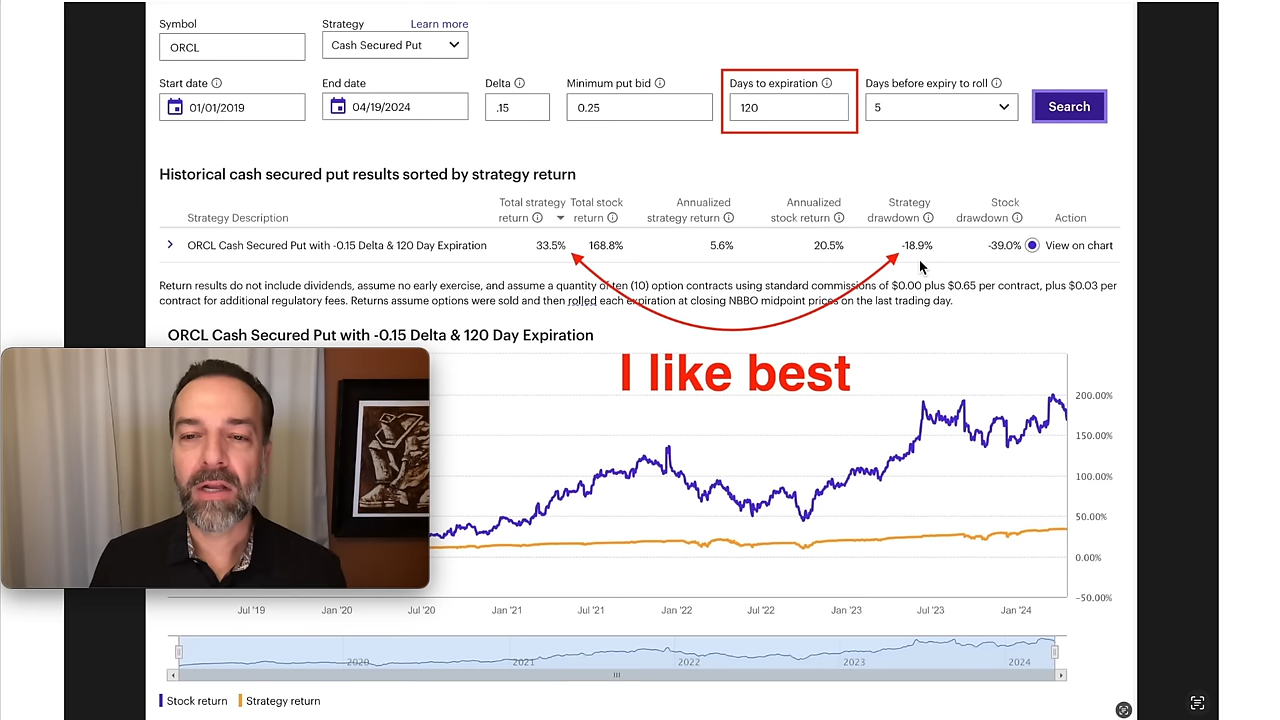 Symbol
Strategy
Learn more
ORCL
Cash Secured Put
Start date
End date
Delta
Minimum put bid
Days to expiration
Days before expiry to roll
01/01/2019
04/19/2024
.15
0.25
120
5
Search
Historical cash secured put results sorted by strategy return
Strategy Description
Total strategy return
Total stock return
Annualized strategy return
Annualized stock return
Strategy drawdown
Stock drawdown
Action
ORCL Cash Secured Put with -0.15 Delta & 120 Day Expiration 33.5% 168.8% 5.6% 20.5% -18.9% -39.0% View on chart
Return results do not include dividends, assume no early exercise, and assume a quantity of ten (10) option contracts using standard commissions of $0.00 plus $0.65 per contract, plus $0.03 per
contract for additional regulatory fees. Returns assume options were sold and then rolled each expiration at closing NBBO midpoint prices on the last trading day.
ORCL Cash Secured Put with -0.15 Delta & 120 Day Expiration
I like best
200.00%
150.00%
100.00%
50.00%
0.00%
-50.00%
Jul '19 Jan '20 Jul '20 Jan '21 Jul '21 Jan '22 Jul '22 Jan '23 Jul '23 Jan '24
2020 2021 2022 2023 2024
Stock return Strategy return